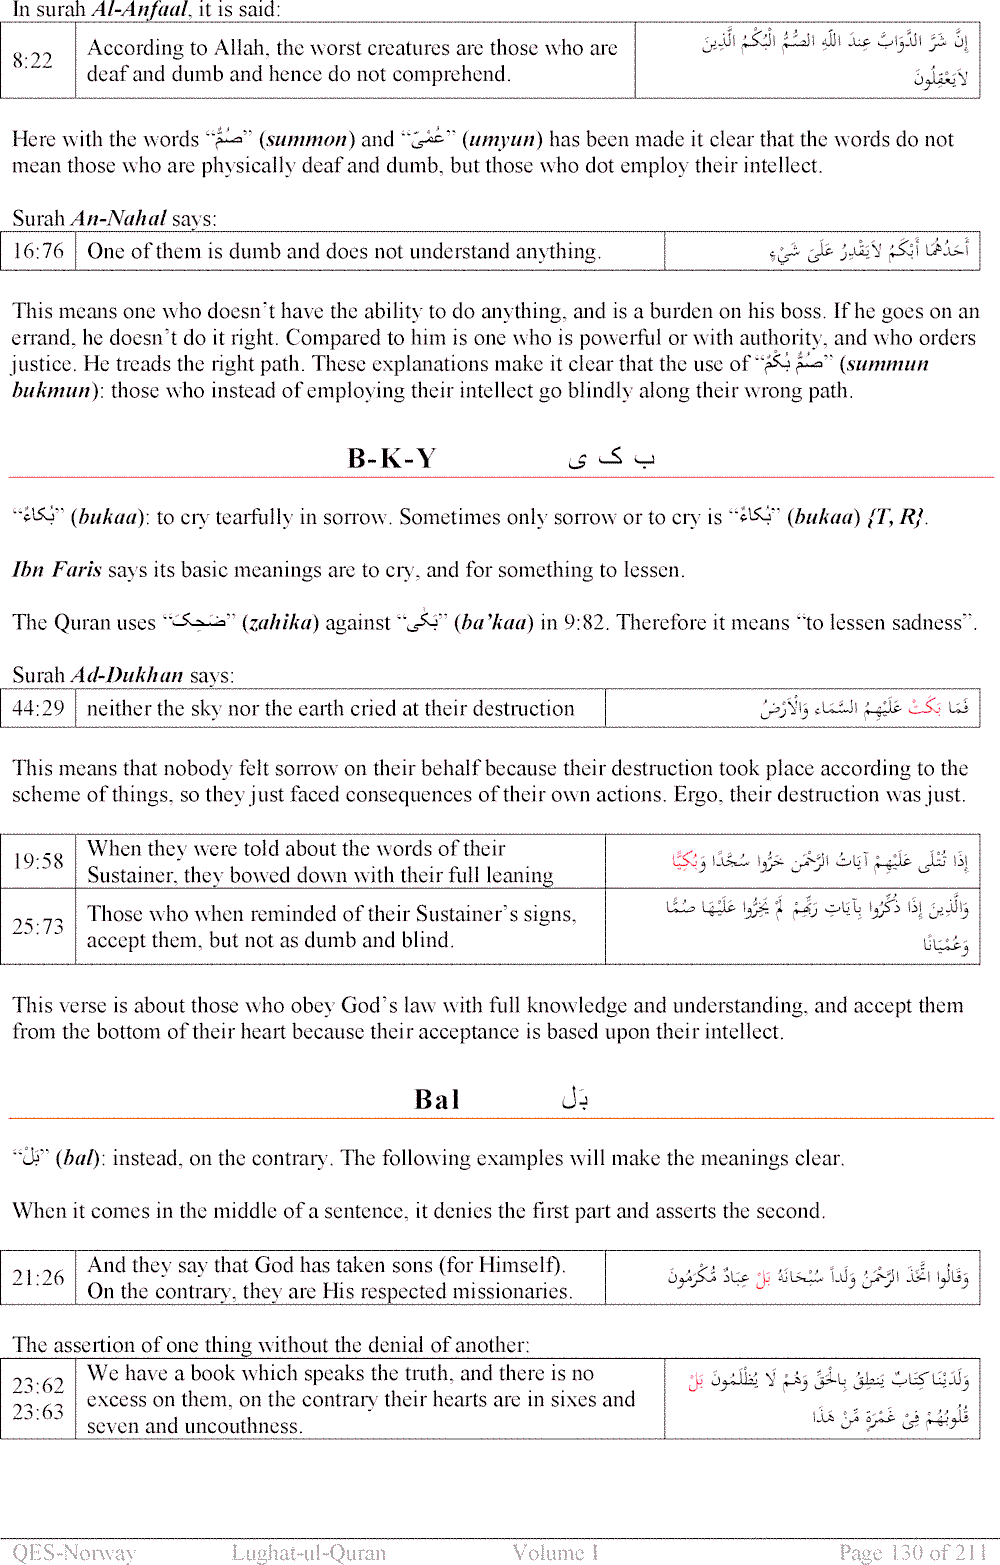 In surah Al-Anfaal, it is said:
8:22 According to Allah, the worst creatures are those who are إِنَّ شَرَّ الدَّوَابَّ عِندَ اللّهِ الصُّمُّ الْبُكْمُ الَّذِينَ
deaf and dumb and hence do not comprehend. لاَيَعْقِلُونَ
Here with the words “صُمٌّ” (summon) and “عُمْىٌ” (umyun) has been made it clear that the words do not
mean those who are physically deaf and dumb, but those who dot employ their intellect.
Surah An-Nahal says:
16:76 One of them is dumb and does not understand anything. أَحَدُهُمَا أَبْكَمُ لاَيَقْدِرُ عَلَىَ شَيْءٍ
This means one who doesn’t have the ability to do anything, and is a burden on his boss. If he goes on an
errand, he doesn’t do it right. Compared to him is one who is powerful or with authority, and who orders
justice. He treads the right path. These explanations make it clear that the use of “صُمٌّ بُكْمٌ” (summun
bukmun): those who instead of employing their intellect go blindly along their wrong path.
B-K-Y ب ک ی
“بُكاءٌ” (bukaa): to cry tearfully in sorrow. Sometimes only sorrow or to cry is “بُكاءٌ” (bukaa) {T, R}.
Ibn Faris says its basic meanings are to cry, and for something to lessen.
The Quran uses “ضَحِکَ” (zahika) against “بَکٰی” (ba’kaa) in 9:82. Therefore it means “to lessen sadness”.
Surah Ad-Dukhan says:
44:29 neither the sky nor the earth cried at their destruction فَمَا بَكَتْ عَلَيْهِمُ السَّمَاء وَالْأَرْضُ
This means that nobody felt sorrow on their behalf because their destruction took place according to the
scheme of things, so they just faced consequences of their own actions. Ergo, their destruction was just.
19:58 When they were told about the words of their
Sustainer, they bowed down with their full leaning إِذَا تُتْلَى عَلَيْهِمْ آيَاتُ الرَّحْمَن خَرُّوا سُجَّدًا وَبُكِيًّا
25:73 Those who when reminded of their Sustainer’s signs, وَالَّذِينَ إِذَا ذُكِّرُوا بِآيَاتِ رَبِّهِمْ لَمْ يَخِرُّوا عَلَيْهَا صُمًّا
accept them, but not as dumb and blind. وَعُمْيَانًا
This verse is about those who obey God’s law with full knowledge and understanding, and accept them
from the bottom of their heart because their acceptance is based upon their intellect.
Bal بَل
“بَلْ” (bal): instead, on the contrary. The following examples will make the meanings clear.
When it comes in the middle of a sentence, it denies the first part and asserts the second.
21:26 And they say that God has taken sons (for Himself).
On the contrary, they are His respected missionaries. وَقَالُوا اتَّخَذَ الرَّحْمَنُ وَلَداً سُبْحَانَهُ بَلْ عِبَادٌ مُّكْرَمُونَ
The assertion of one thing without the denial of another:
23:62 We have a book which speaks the truth, and there is no وَلَدَيْنَا كِتَابٌ يَنطِقُ بِالْحَقِّ وَهُمْ لَا يُظْلَمُونَ بَلْ
23:63 excess on them, on the contrary their hearts are in sixes and قُلُوبُهُمْ فِىْ غَمْرَةٍ مِّنْ هَذَا
seven and uncouthness.
QES-Norway Lughat-ul-Quran Volume I Page 130 of 211